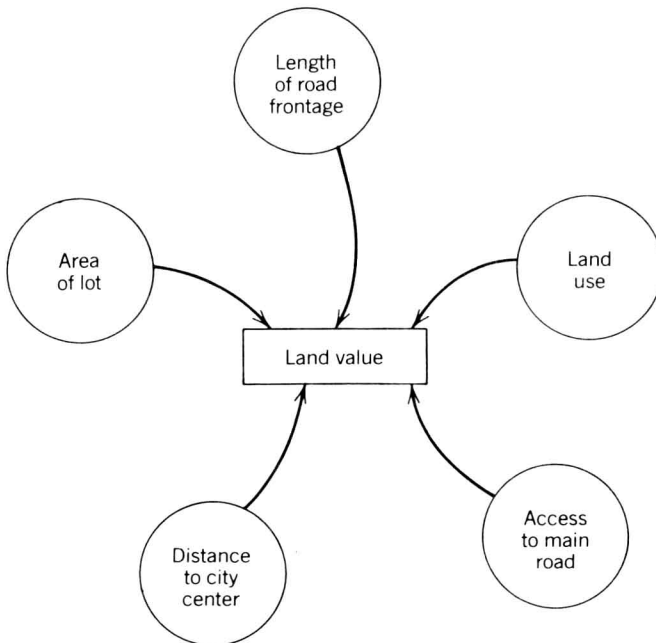 Length
of road
frontage
Area
of lot
Land
use
Land value
Distance
to city
center
Access
to main
road